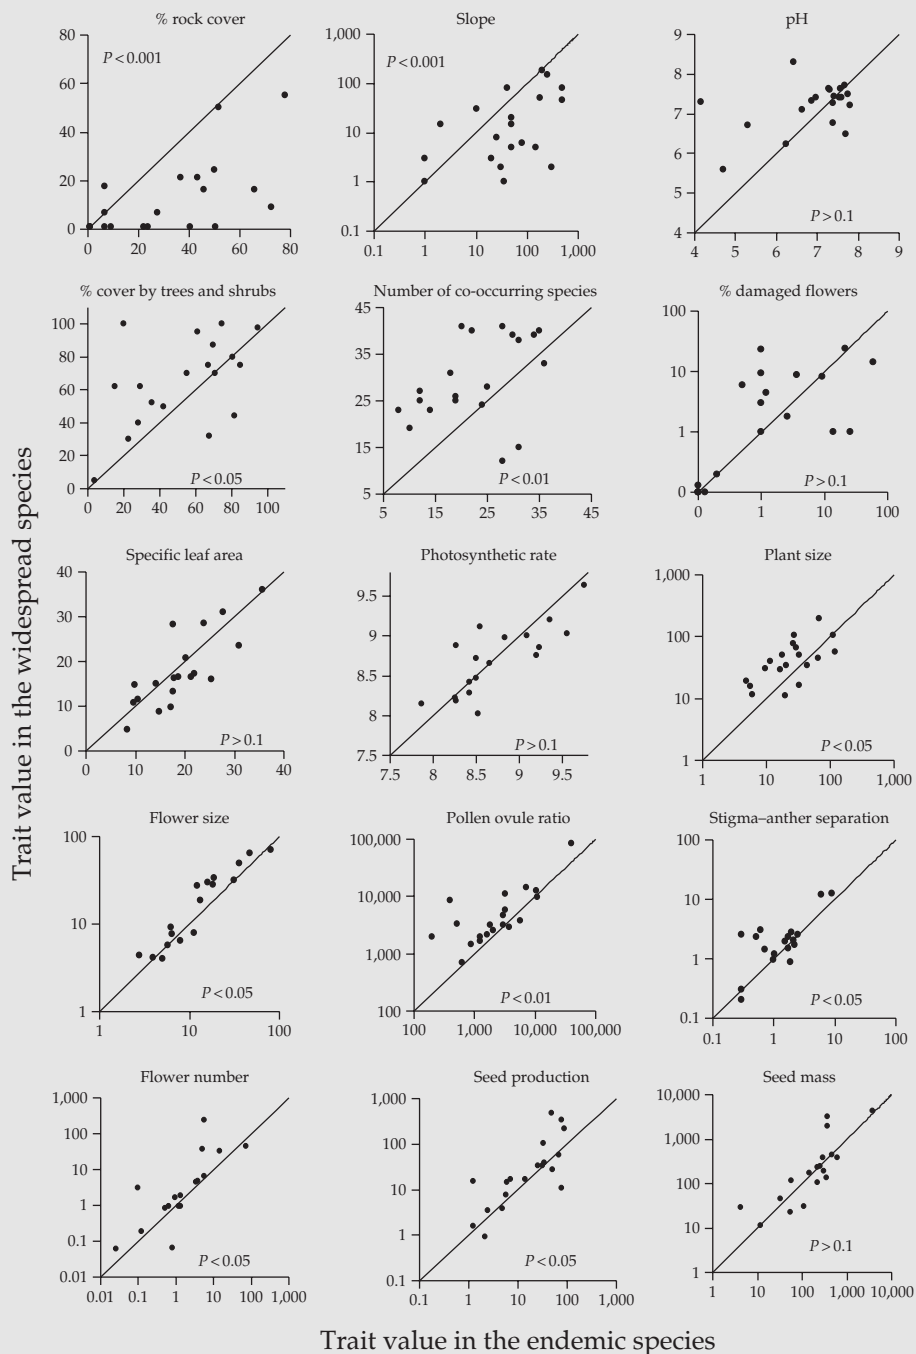 % rock cover
80
60
40
20
0
0 20 40 60 80
P<0.001
Slope
1,000
100
10
1
0.1
0.1 1 10 100 1,000
P<0.001
pH
9
8
7
6
5
4
4 5 6 7 8 9
P>0.1
% cover by trees and shrubs
100
80
60
40
20
0
0 20 40 60 80 100
P<0.05
Number of co-occurring species
45
35
25
15
5
5 15 25 35 45
P<0.01
% damaged flowers
100
10
1
0
0 1 10 100
P>0.1
Specific leaf area
40
30
20
10
0
0 10 20 30 40
P>0.1
Photosynthetic rate
9.5
9
8.5
8
7.5
7.5 8 8.5 9 9.5
P>0.1
Plant size
1,000
100
10
1
1 10 100 1,000
P<0.05
Flower size
100
10
1
1 10 100
P<0.05
Pollen ovule ratio
100,000
10,000
1,000
100
100 1,000 10,000 100,000
P<0.01
Stigma–anther separation
100
10
1
0.1
0.1 1 10 100
P<0.05
Flower number
1,000
100
10
1
0.1
0.01
0.01 0.1 1 10 100 1,000
P<0.05
Seed production
1,000
100
10
1
0.1
0.1 1 10 100 1,000
P<0.05
Seed mass
10,000
1,000
100
10
1
1 10 100 1,000 10,000
P>0.1
Trait value in the widespread species
Trait value in the endemic species